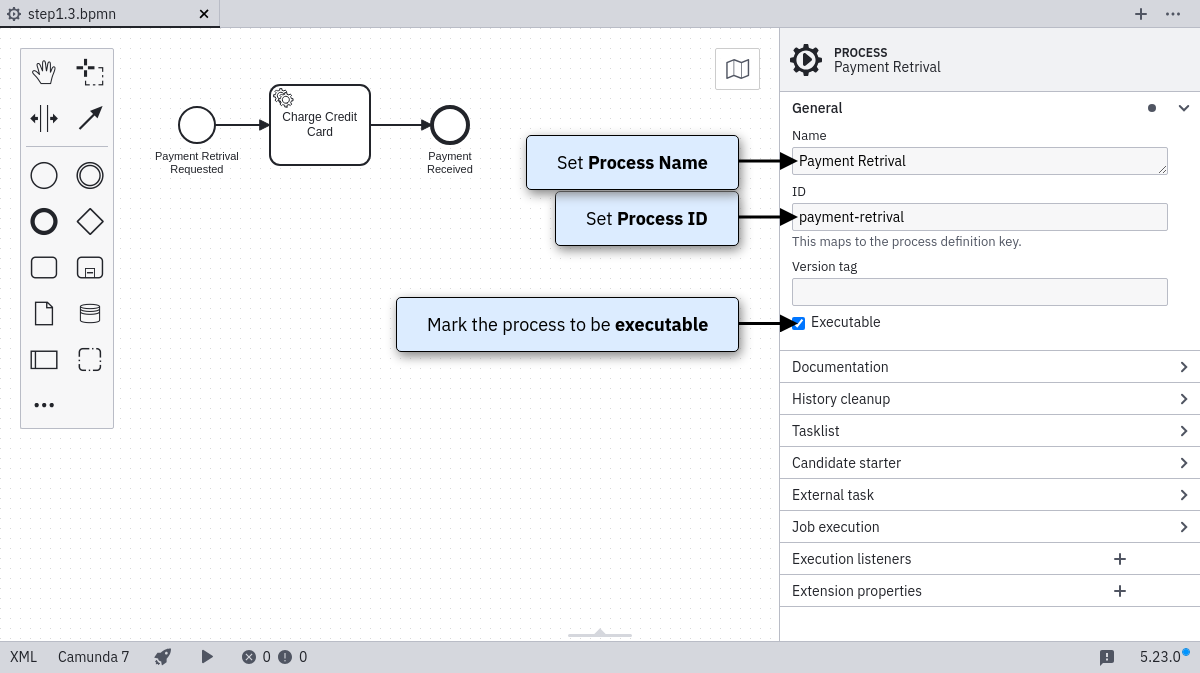 step1.3.bpmn
PROCESS
Payment Retrival
General
Name
Payment Retrival
ID
payment-retrival
This maps to the process definition key.
Version tag
Executable
Documentation
History cleanup
Tasklist
Candidate starter
External task
Job execution
Execution listeners
Extension properties
Charge Credit
Card
Payment Retrival
Requested
Payment
Received
Set Process Name
Set Process ID
Mark the process to be executable
XML Camunda 7 0 0 5.23.0